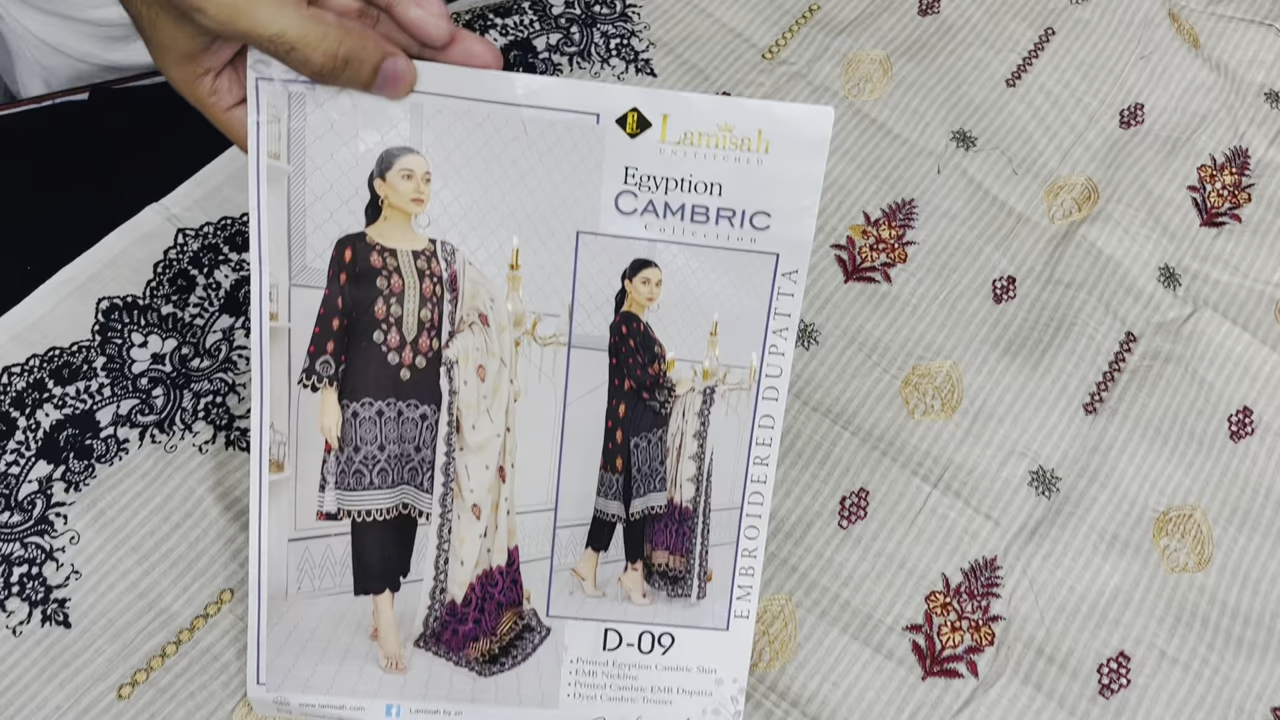 Lamisah
UNSTITCHED
Egyption
CAMBRIC
Collection
EMBROIDERED DUPATTA
D-09
• Printed Egyption Cambric Shirt
• EMB Nickline
• Printed Cambric EMB Dupatta
• Dyed Cambric Trouser
www.lamisah.com
Lamisah by zn